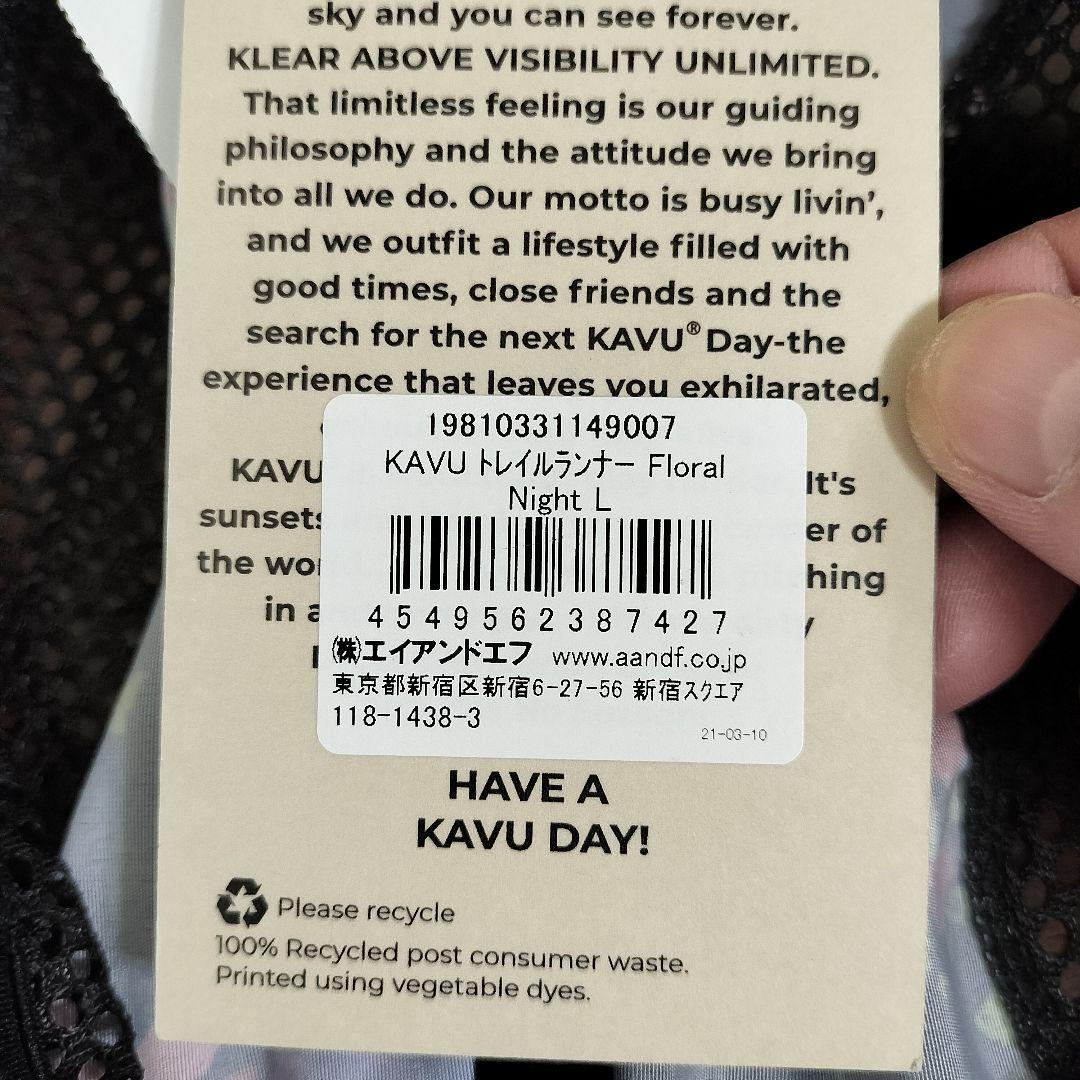 sky and you can see forever.
KLEAR ABOVE VISIBILITY UNLIMITED.
That limitless feeling is our guiding
philosophy and the attitude we bring
into all we do. Our motto is busy livin',
and we outfit a lifestyle filled with
good times, close friends and the
search for the next KAVU® Day-the
experience that leaves you exhilarated,
KAVU It's
sunsets er of
the wo hing
in a y
19810331149007
KAVU トレイルランナー Floral
Night L
4549562387427
㈱エイアンドエフ www.aandf.co.jp
東京都新宿区新宿6-27-56 新宿スクエア
118-1438-3
21-03-10
HAVE A
KAVU DAY!
Please recycle
100% Recycled post consumer waste.
Printed using vegetable dyes.